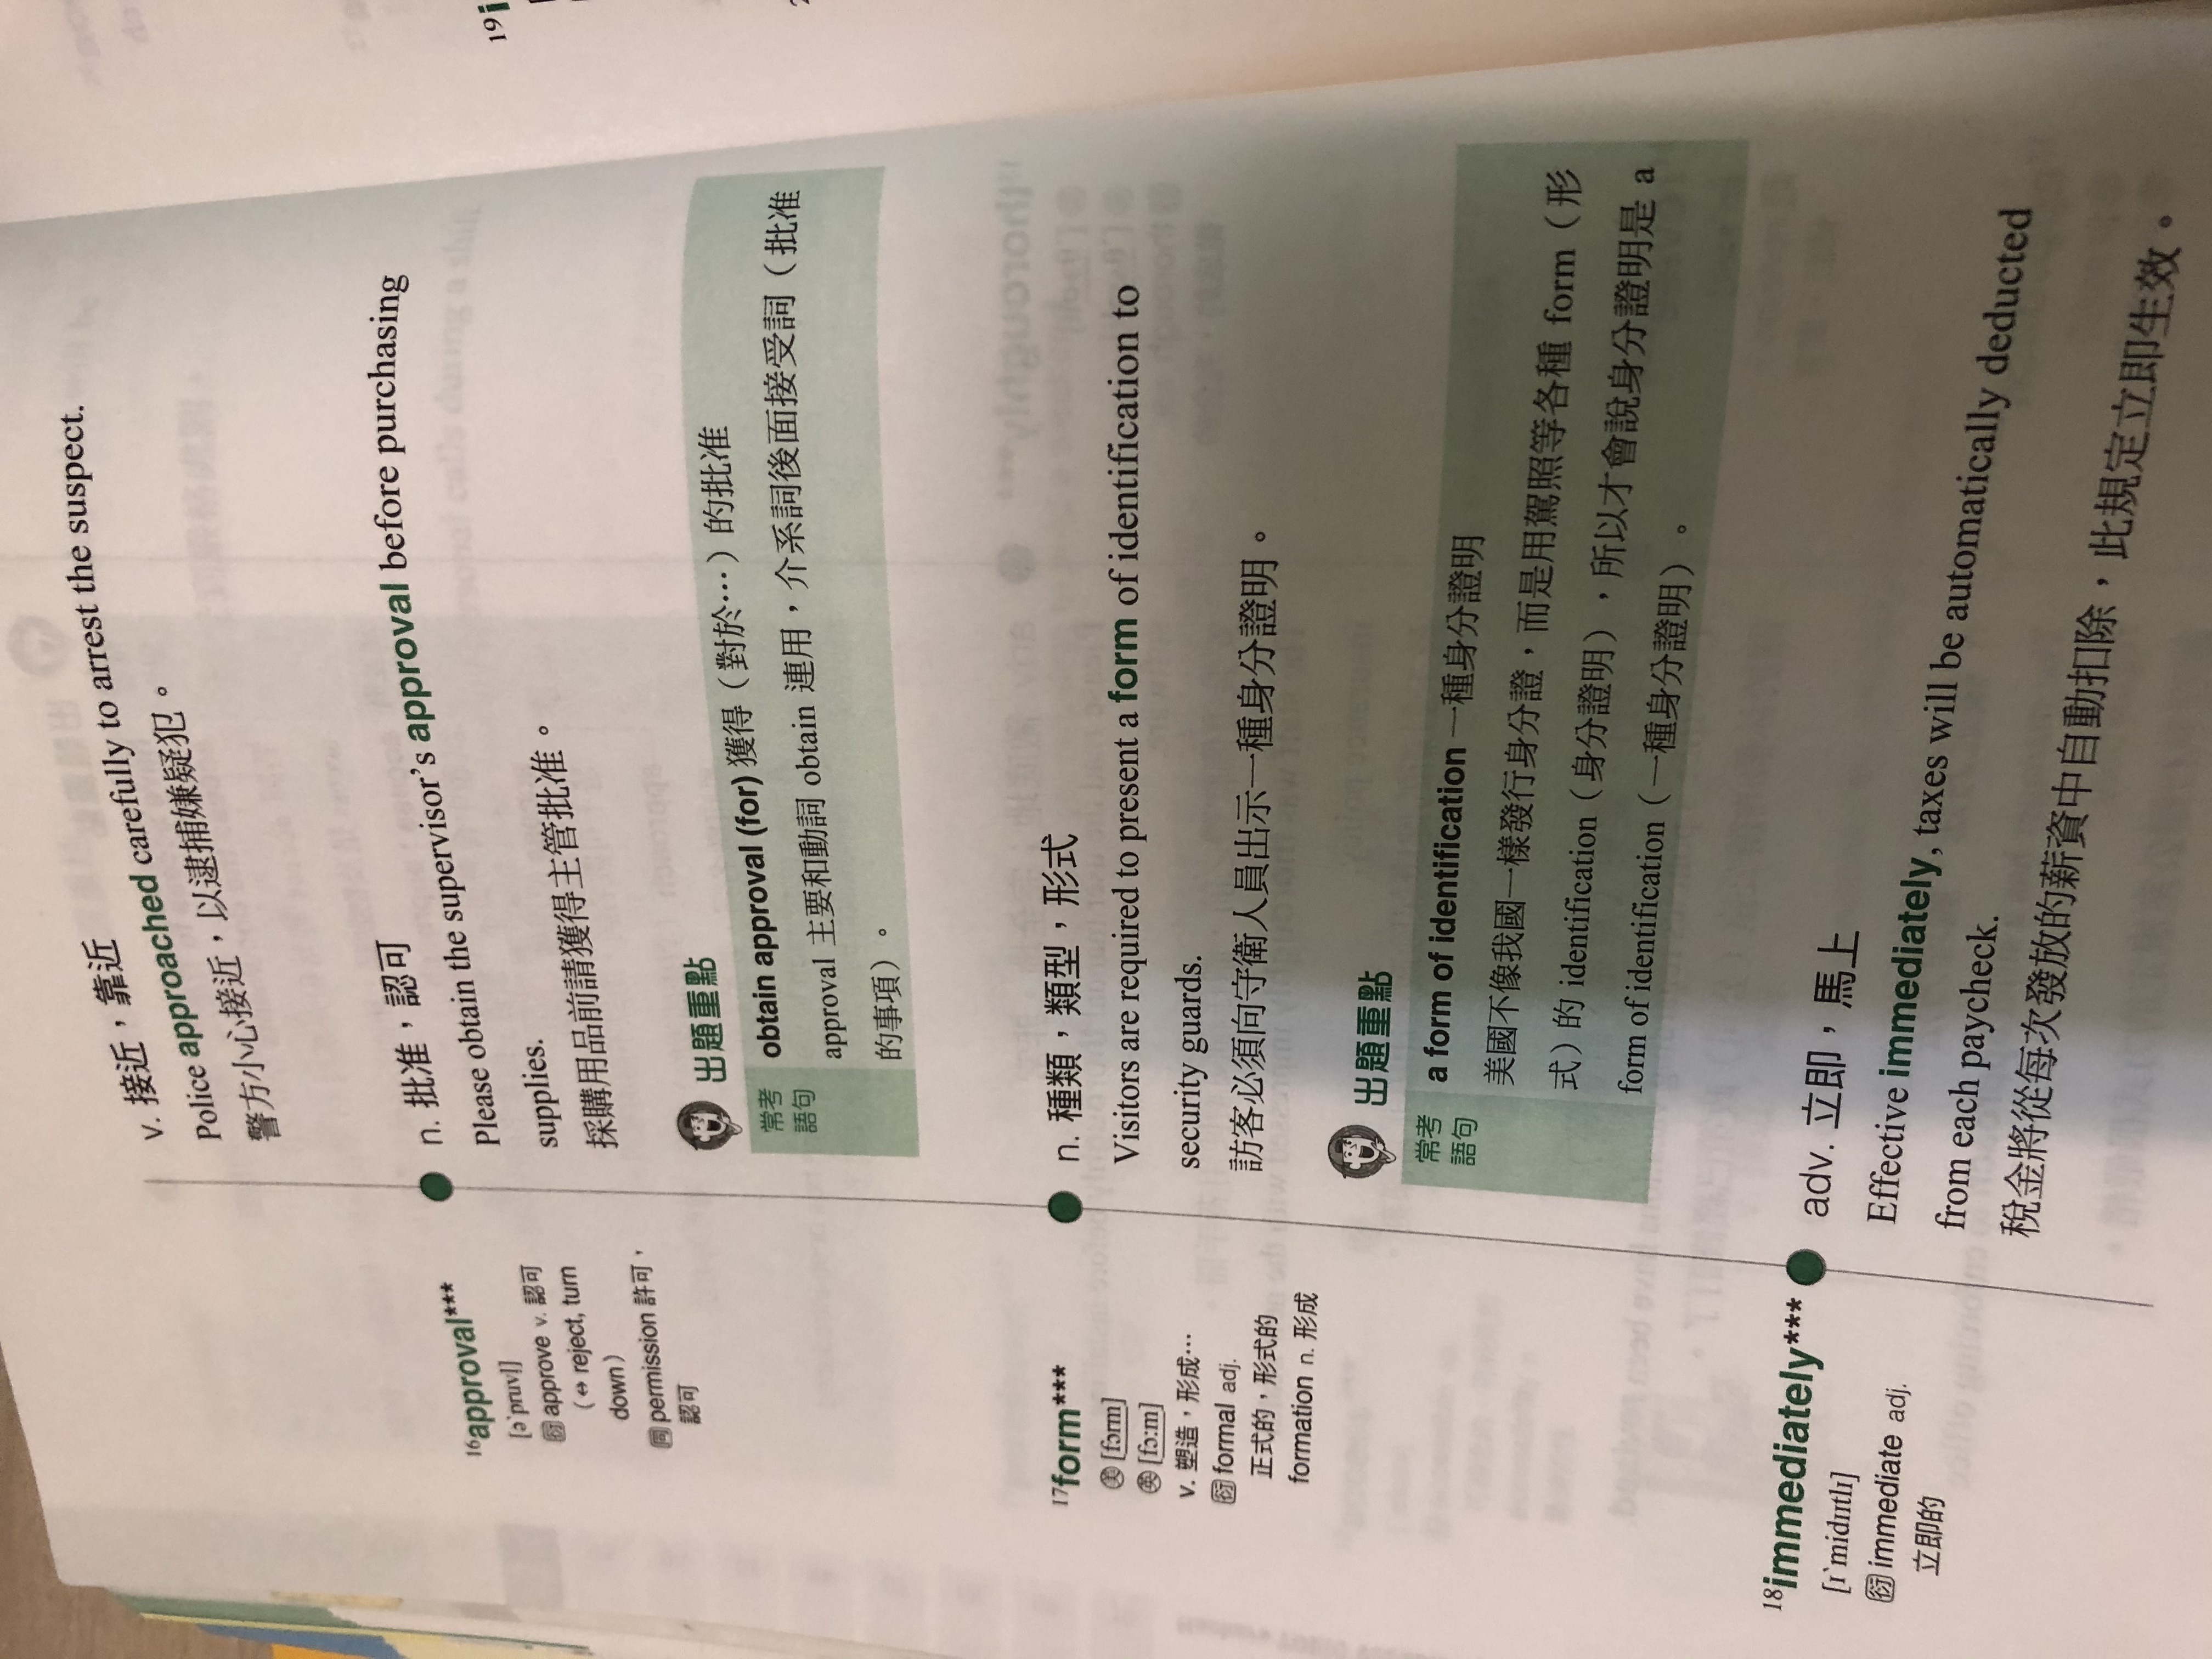 v. 接近，靠近
Police approached carefully to arrest the suspect.
警方小心接近，以逮捕嫌疑犯。
16approval***
[ə`pruvḷ]
衍 approve v. 認可
（↔ reject, turn
down）
同 permission 許可，
認可
n. 批准，認可
Please obtain the supervisor’s approval before purchasing
supplies.
採購用品前請獲得主管批准。
出題重點
常考
語句
obtain approval (for) 獲得（對於…）的批准
approval 主要和動詞 obtain 連用，介系詞後面接受詞（批准
的事項）。
17form***
美 [fɔrm]
英 [fɔ:m]
v. 塑造，形成…
衍 formal adj.
正式的，形式的
formation n. 形成
n. 種類，類型，形式
Visitors are required to present a form of identification to
security guards.
訪客必須向守衛人員出示一種身分證明。
出題重點
常考
語句
a form of identification 一種身分證明
美國不像我國一樣發行身分證，而是用駕照等各種 form（形
式）的 identification（身分證明），所以才會說身分證明是 a
form of identification（一種身分證明）。
18immediately***
[ɪ`midɪɪtlɪ]
衍 immediate adj.
立即的
adv. 立即，馬上
Effective immediately, taxes will be automatically deducted
from each paycheck.
稅金將從每次發放的薪資中自動扣除，此規定立即生效。
19i